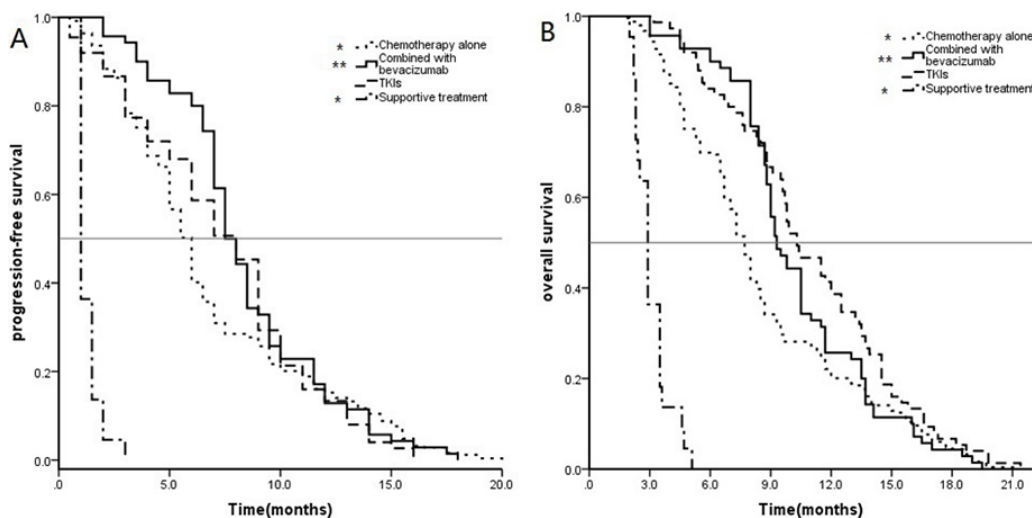 A
* Chemotherapy alone
** Combined with
bevacizumab
TKIs
* Supportive treatment
progression-free survival
1.0
0.8
0.6
0.4
0.2
0.0
.0 5.0 10.0 15.0 20.0
Time(months)
B
* Chemotherapy alone
** Combined with
bevacizumab
TKIs
* Supportive treatment
overall survival
1.0
0.8
0.6
0.4
0.2
0.0
.0 3.0 6.0 9.0 12.0 15.0 18.0 21.0
Time(months)